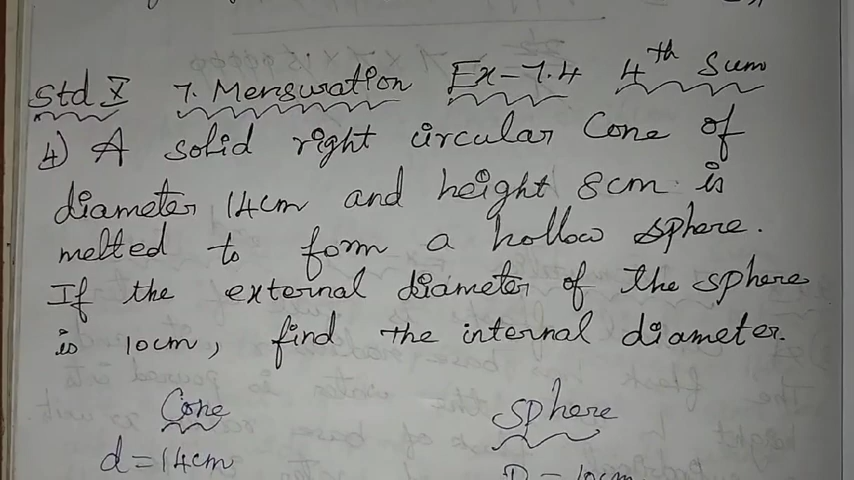 Std X 7. Mensuration Ex-7.4 4th Sum
4) A solid right circular Cone of
diameter 14cm and height 8cm is
melted to form a hollow sphere.
If the external diameter of the sphere
is 10cm, find the internal diameter.
Cone Sphere
d=14cm D=10cm